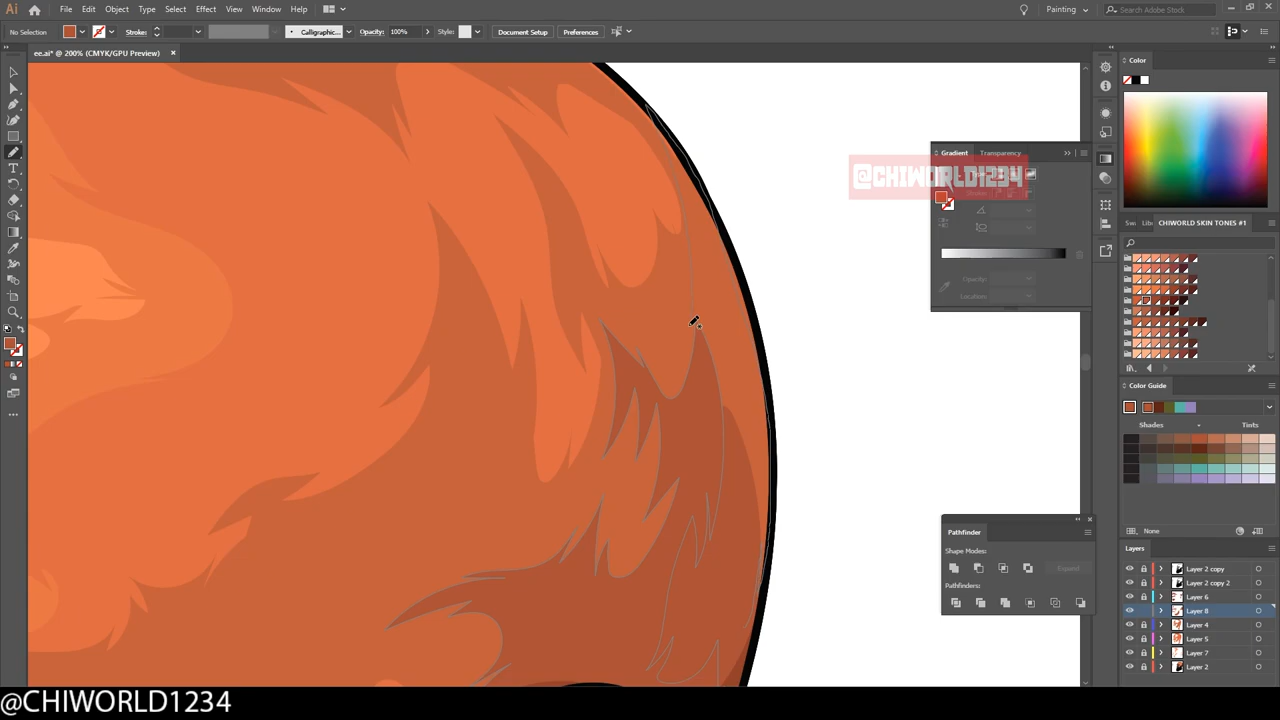 Ai File Edit Object Type Select Effect View Window Help
Painting
Search Adobe Stock
No Selection
Stroke:
Calligraphic...
Opacity: 100%
Style:
Document Setup
Preferences
ee.ai* @ 200% (CMYK/GPU Preview)
Color
Gradient Transparency
@CHIWORLD1234
Opacity:
Location:
CHIWORLD SKIN TONES #1
Color Guide
Shades
Tints
None
Pathfinder
Shape Modes:
Expand
Pathfinders:
Layers
Layer 2 copy
Layer 2 copy 2
Layer 6
Layer 8
Layer 4
Layer 5
Layer 7
Layer 2
@CHIWORLD1234